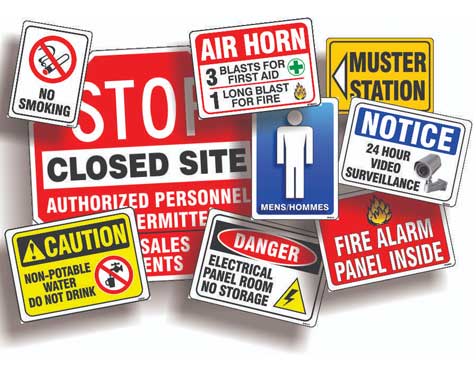 NO
SMOKING
STOP
CLOSED SITE
AUTHORIZED PERSONNEL
SALES
AIR HORN
3 BLASTS FOR
FIRST AID
1 LONG BLAST
FOR FIRE
MUSTER
STATION
NOTICE
24 HOUR
VIDEO
SURVEILLANCE
MENS/HOMMES
CAUTION
NON-POTABLE
WATER
DO NOT DRINK
DANGER
ELECTRICAL
PANEL ROOM
NO STORAGE
FIRE ALARM
PANEL INSIDE